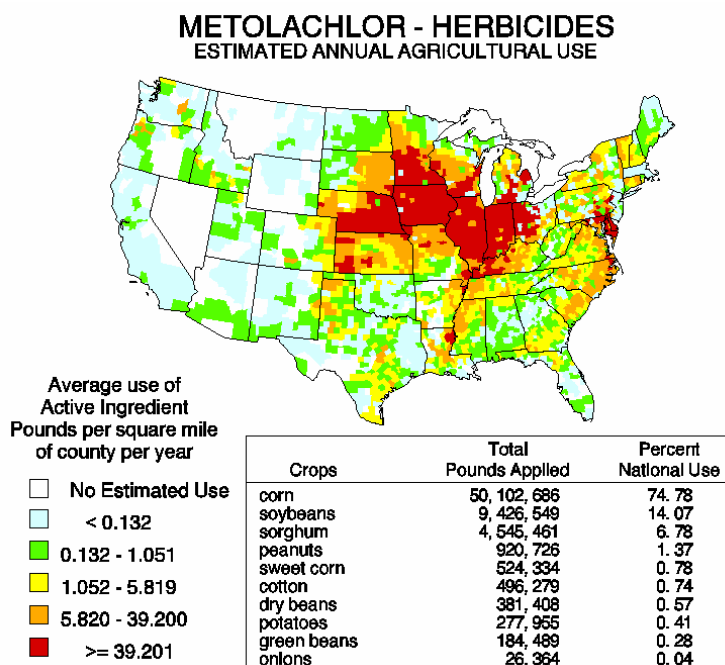 METOLACHLOR - HERBICIDES
ESTIMATED ANNUAL AGRICULTURAL USE
Average use of
Active Ingredient
Pounds per square mile
of county per year
No Estimated Use
< 0.132
0.132 - 1.051
1.052 - 5.819
5.820 - 39.200
>= 39.201
Crops Total Pounds Applied Percent National Use
corn 50,102,686 74.78
soybeans 9,426,549 14.07
sorghum 4,545,461 6.78
peanuts 920,726 1.37
sweet corn 524,334 0.78
cotton 496,279 0.74
dry beans 381,408 0.57
potatoes 277,955 0.41
green beans 184,489 0.28
onions 26,364 0.04